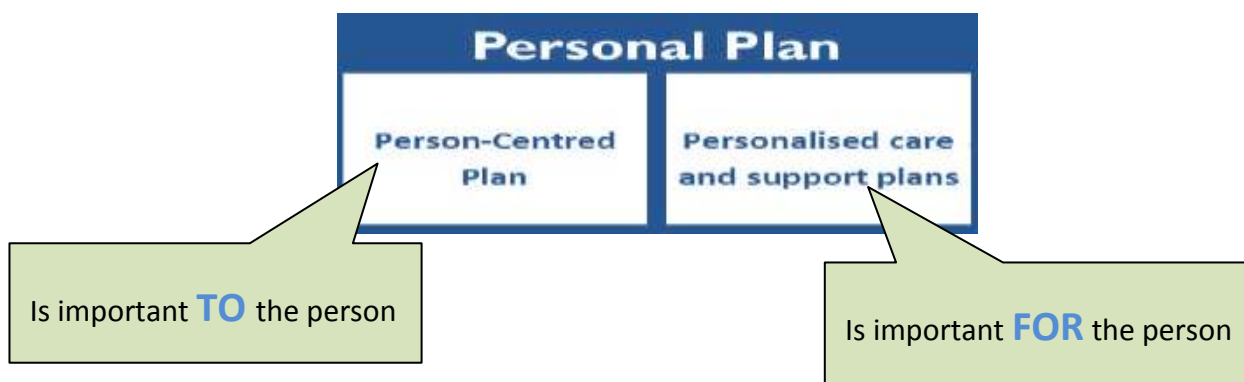 Personal Plan
Person-Centred
Plan
Personalised care
and support plans
Is important TO the person
Is important FOR the person